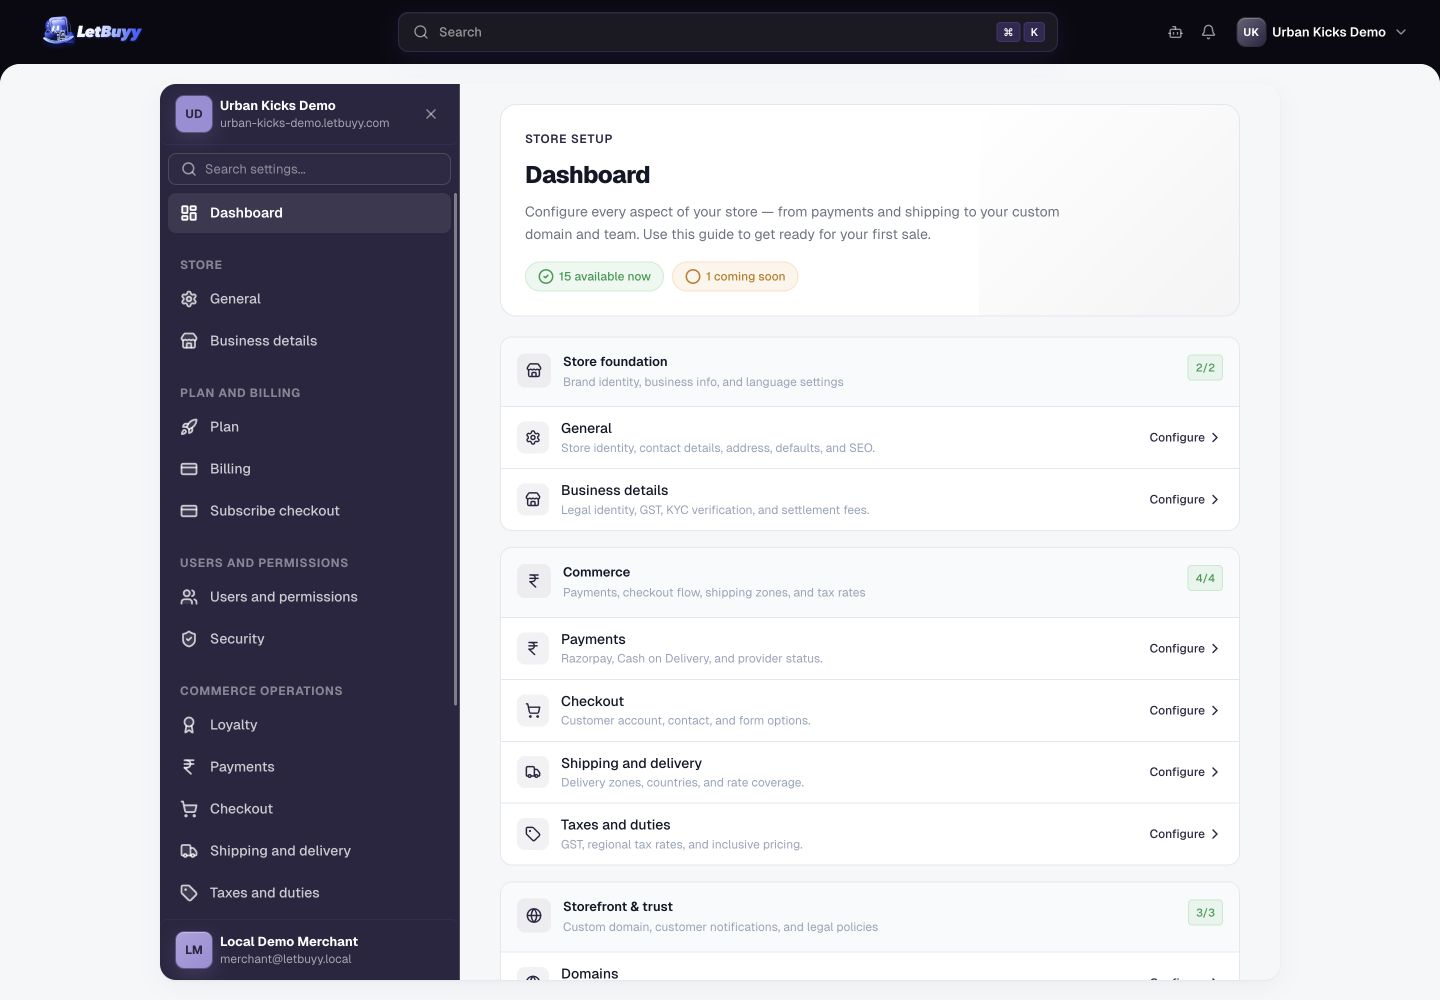 LetBuyy
Search
⌘ K
UK Urban Kicks Demo
UD
Urban Kicks Demo
urban-kicks-demo.letbuyy.com
Search settings...
Dashboard
STORE
General
Business details
PLAN AND BILLING
Plan
Billing
Subscribe checkout
USERS AND PERMISSIONS
Users and permissions
Security
COMMERCE OPERATIONS
Loyalty
Payments
Checkout
Shipping and delivery
Taxes and duties
LM
Local Demo Merchant
merchant@letbuyy.local
STORE SETUP
Dashboard
Configure every aspect of your store — from payments and shipping to your custom
domain and team. Use this guide to get ready for your first sale.
15 available now
1 coming soon
Store foundation
Brand identity, business info, and language settings
2/2
General
Store identity, contact details, address, defaults, and SEO.
Configure
Business details
Legal identity, GST, KYC verification, and settlement fees.
Configure
Commerce
Payments, checkout flow, shipping zones, and tax rates
4/4
Payments
Razorpay, Cash on Delivery, and provider status.
Configure
Checkout
Customer account, contact, and form options.
Configure
Shipping and delivery
Delivery zones, countries, and rate coverage.
Configure
Taxes and duties
GST, regional tax rates, and inclusive pricing.
Configure
Storefront & trust
Custom domain, customer notifications, and legal policies
3/3
Domains